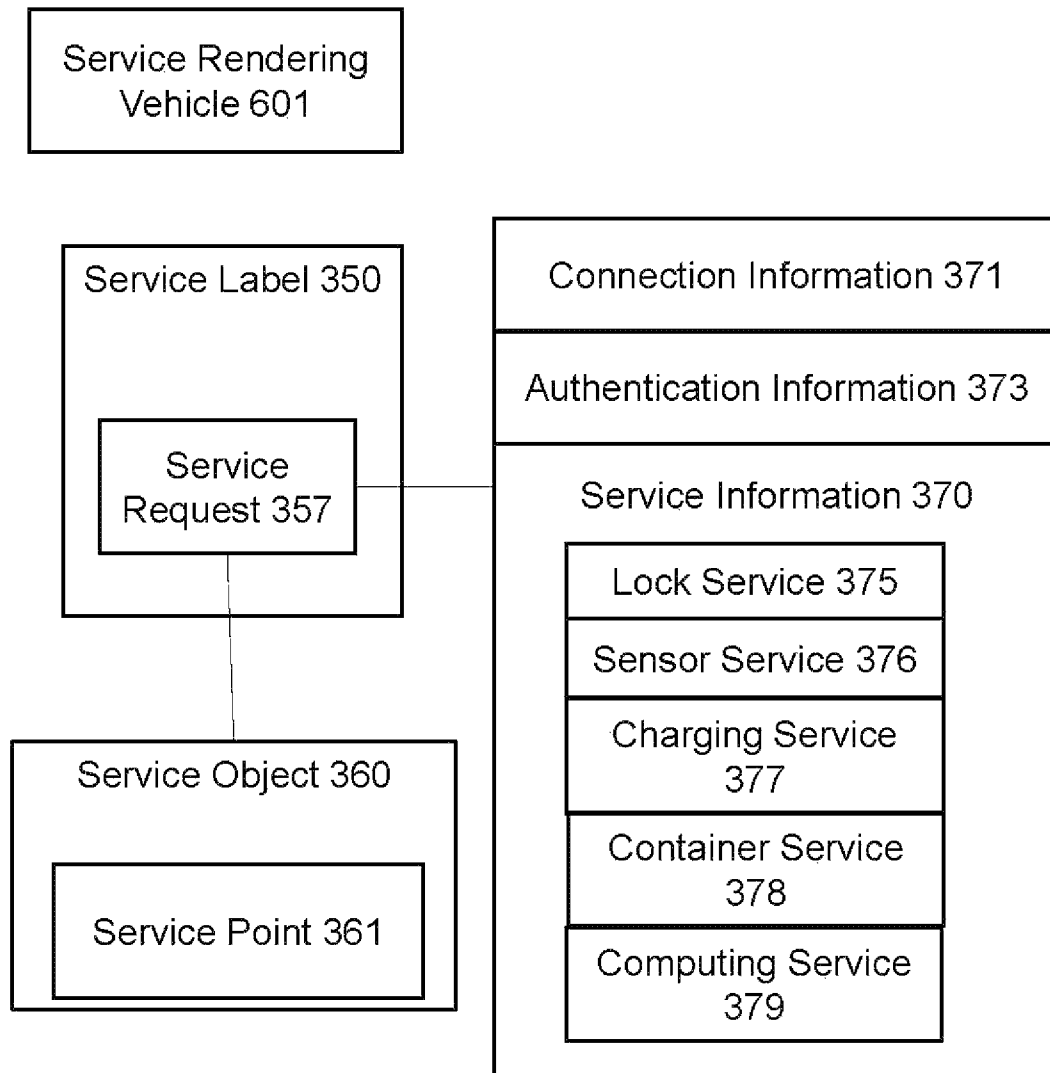 Service Rendering
Vehicle 601
Service Label 350
Service
Request 357
Service Object 360
Service Point 361
Connection Information 371
Authentication Information 373
Service Information 370
Lock Service 375
Sensor Service 376
Charging Service
377
Container Service
378
Computing Service
379